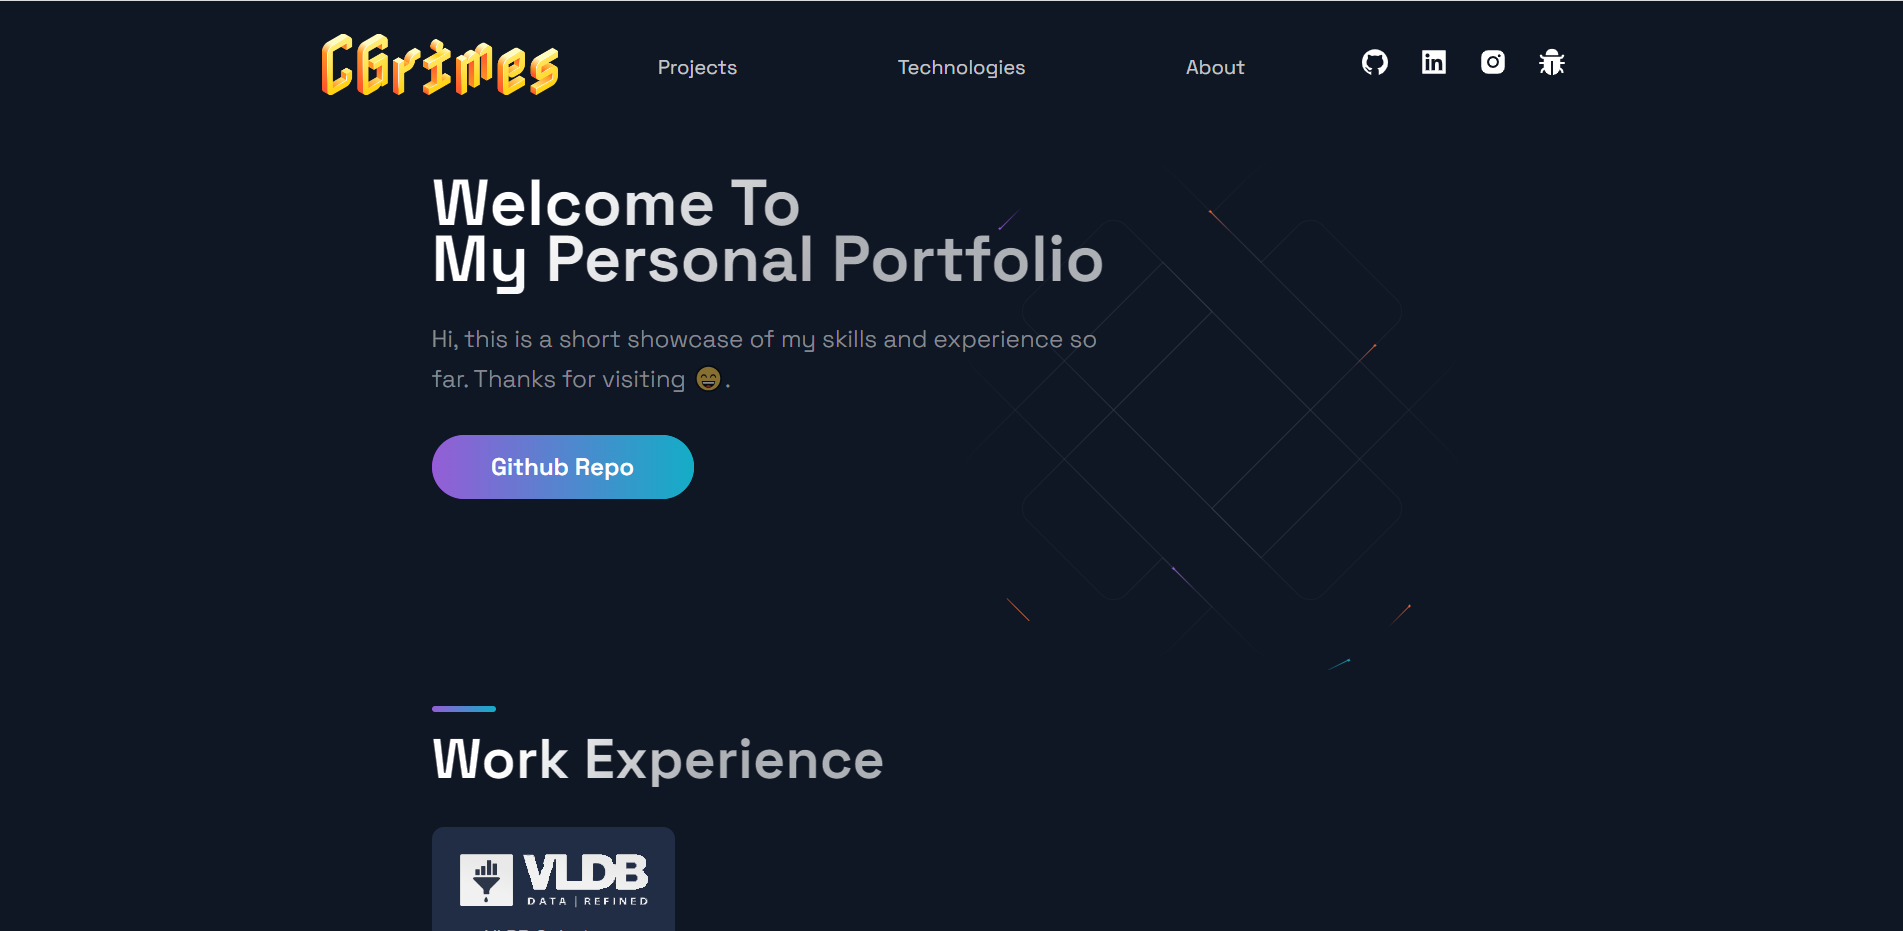 CGrimes
Projects
Technologies
About
Welcome To
My Personal Portfolio
Hi, this is a short showcase of my skills and experience so
far. Thanks for visiting 😄.
Github Repo
Work Experience
VLDB
DATA | REFINED